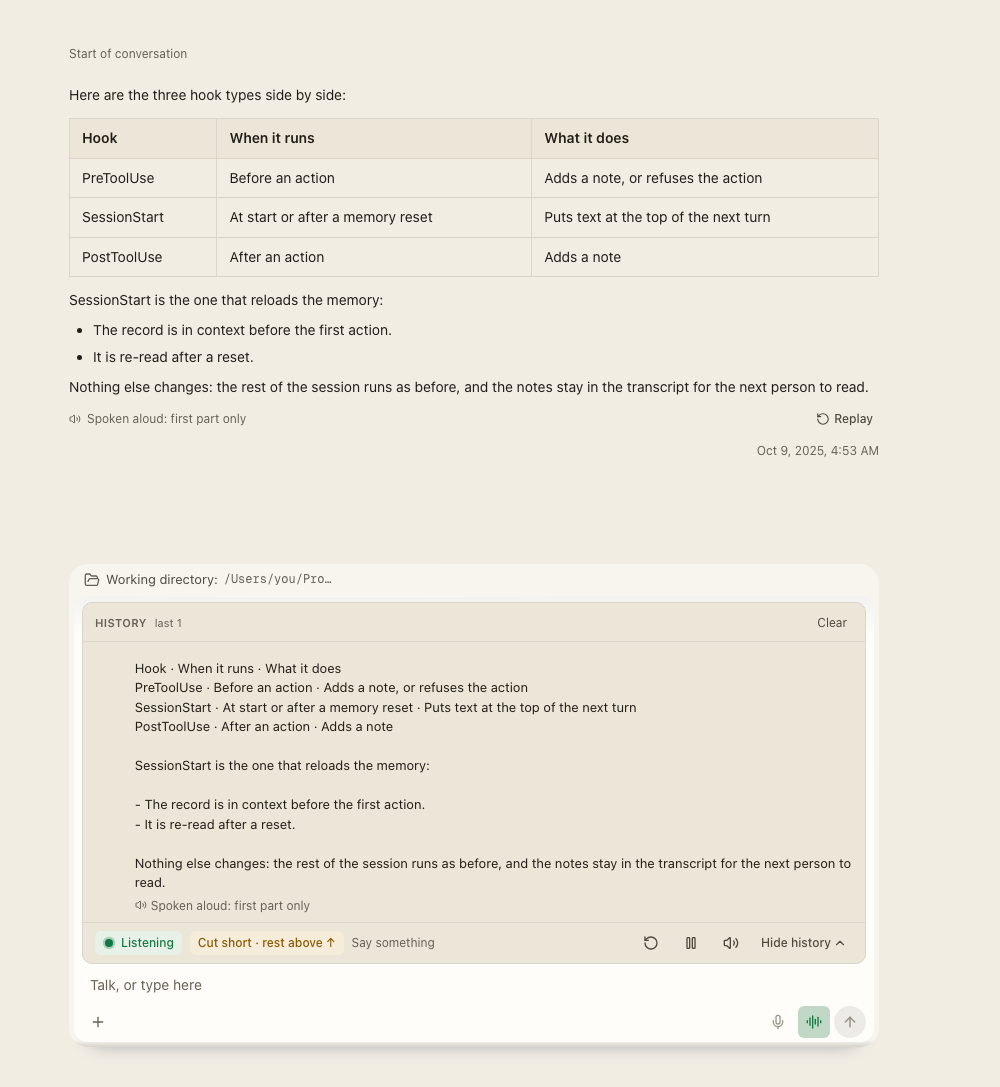 Start of conversation
Here are the three hook types side by side:
Hook When it runs What it does
PreToolUse Before an action Adds a note, or refuses the action
SessionStart At start or after a memory reset Puts text at the top of the next turn
PostToolUse After an action Adds a note
SessionStart is the one that reloads the memory:
• The record is in context before the first action.
• It is re-read after a reset.
Nothing else changes: the rest of the session runs as before, and the notes stay in the transcript for the next person to read.
Spoken aloud: first part only Replay
Oct 9, 2025, 4:53 AM
Working directory: /Users/you/Pro…
HISTORY last 1 Clear
Hook · When it runs · What it does
PreToolUse · Before an action · Adds a note, or refuses the action
SessionStart · At start or after a memory reset · Puts text at the top of the next turn
PostToolUse · After an action · Adds a note
SessionStart is the one that reloads the memory:
- The record is in context before the first action.
- It is re-read after a reset.
Nothing else changes: the rest of the session runs as before, and the notes stay in the transcript for the next person to
read.
Spoken aloud: first part only
Listening Cut short · rest above ↑ Say something Hide history
Talk, or type here